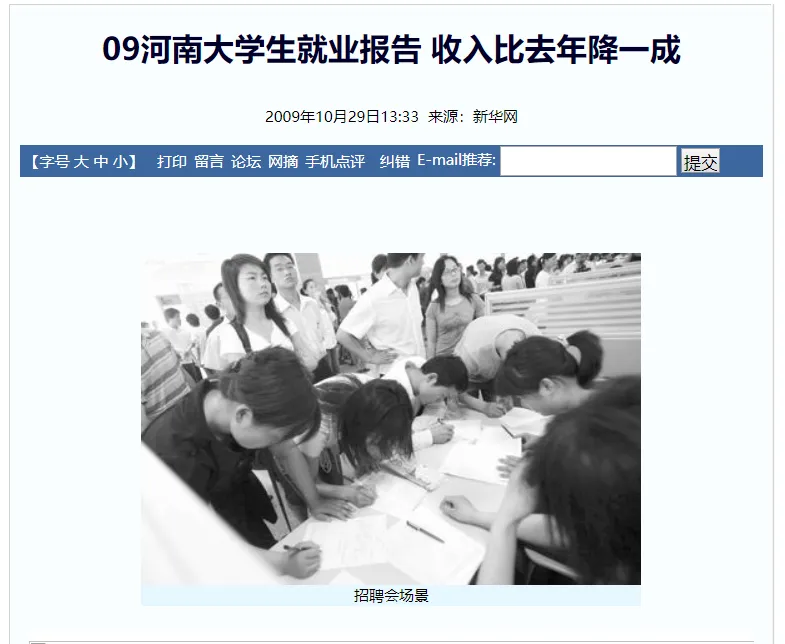 09河南大学生就业报告 收入比去年降一成
2009年10月29日13:33 来源：新华网
【字号 大 中 小】 打印 留言 论坛 网摘 手机点评 纠错 E-mail推荐: 提交
招聘会场景